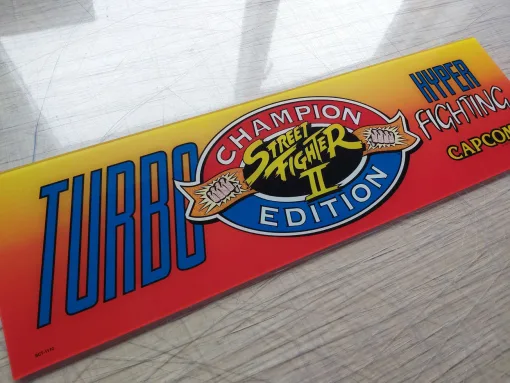 TURBO
CHAMPION
STREET
FIGHTER
II
EDITION
HYPER
FIGHTING
CAPCOM